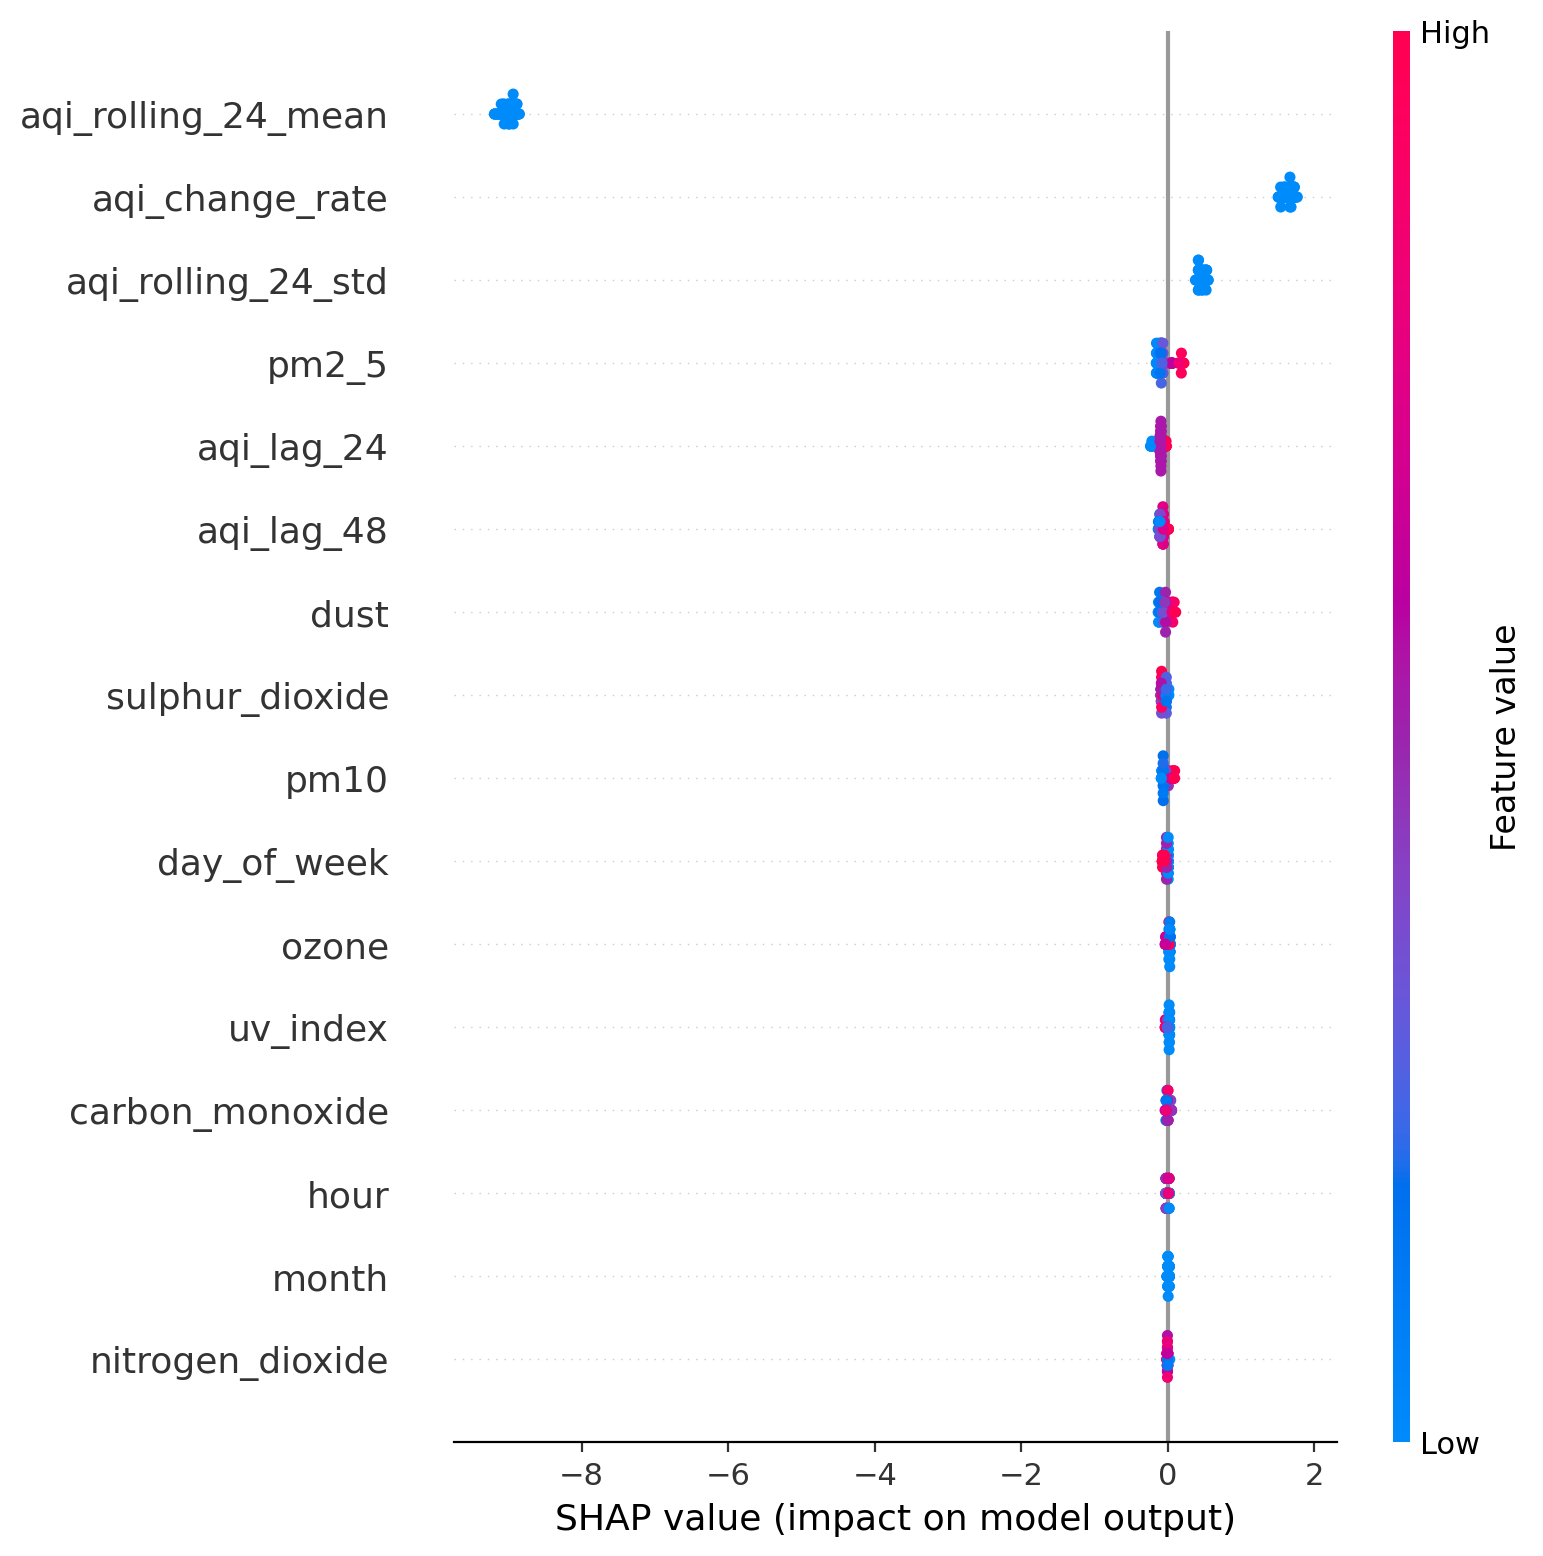 High
aqi_rolling_24_mean
aqi_change_rate
aqi_rolling_24_std
pm2_5
aqi_lag_24
aqi_lag_48
dust
sulphur_dioxide
pm10
day_of_week
ozone
uv_index
carbon_monoxide
hour
month
nitrogen_dioxide
Feature value
Low
−8 −6 −4 −2 0 2
SHAP value (impact on model output)